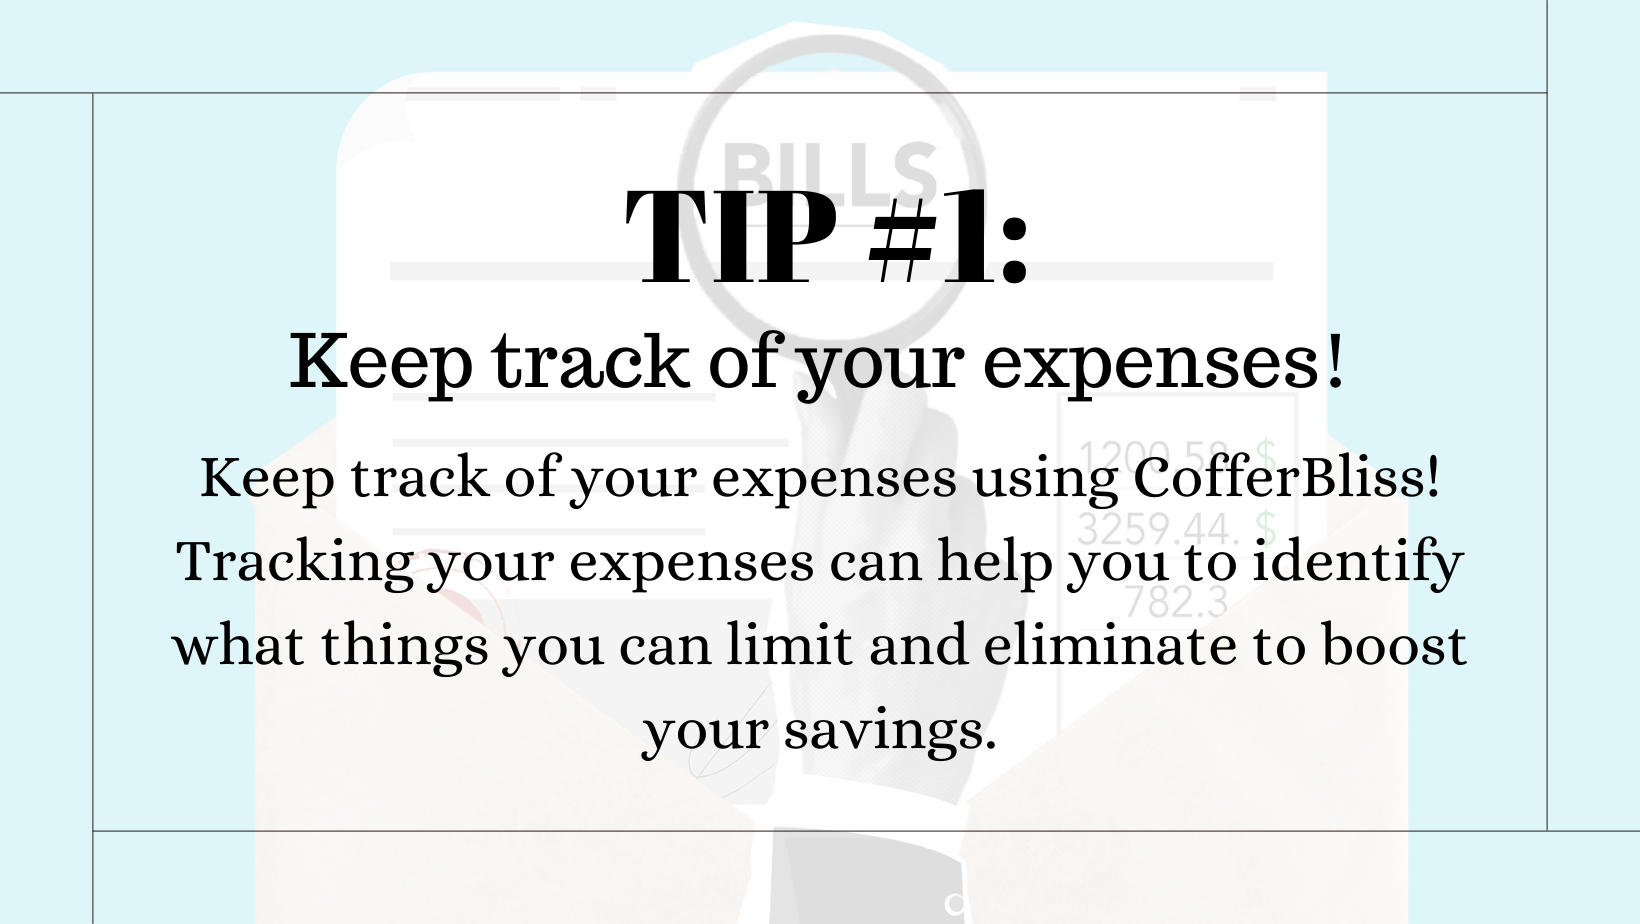 BILLS
TIP #1:
Keep track of your expenses!
1200.58 $
Keep track of your expenses using CofferBliss!
3259.44. $
Tracking your expenses can help you to identify
782.3
what things you can limit and eliminate to boost
your savings.